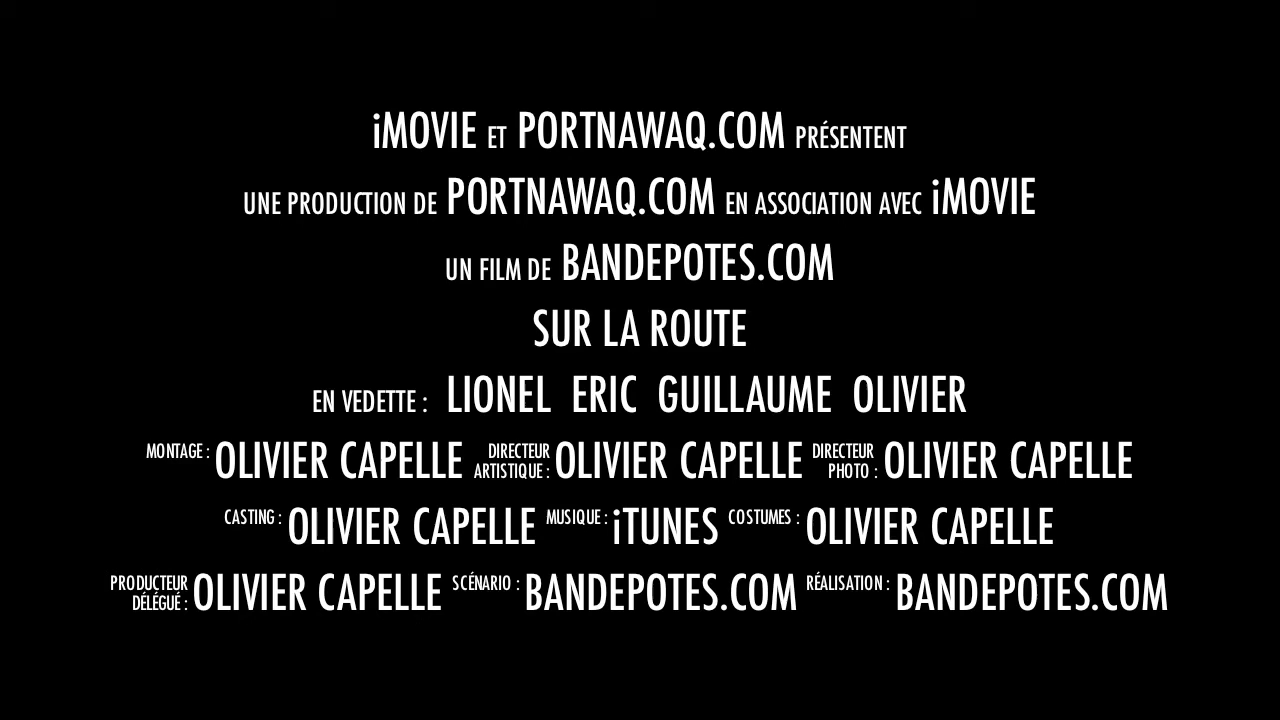 iMOVIE ET PORTNAWAQ.COM PRÉSENTENT
UNE PRODUCTION DE PORTNAWAQ.COM EN ASSOCIATION AVEC iMOVIE
UN FILM DE BANDEPOTES.COM
SUR LA ROUTE
EN VEDETTE : LIONEL ERIC GUILLAUME OLIVIER
MONTAGE : OLIVIER CAPELLE DIRECTEUR ARTISTIQUE : OLIVIER CAPELLE DIRECTEUR PHOTO : OLIVIER CAPELLE
CASTING : OLIVIER CAPELLE MUSIQUE : iTUNES COSTUMES : OLIVIER CAPELLE
PRODUCTEUR DÉLÉGUÉ : OLIVIER CAPELLE SCÉNARIO : BANDEPOTES.COM RÉALISATION : BANDEPOTES.COM